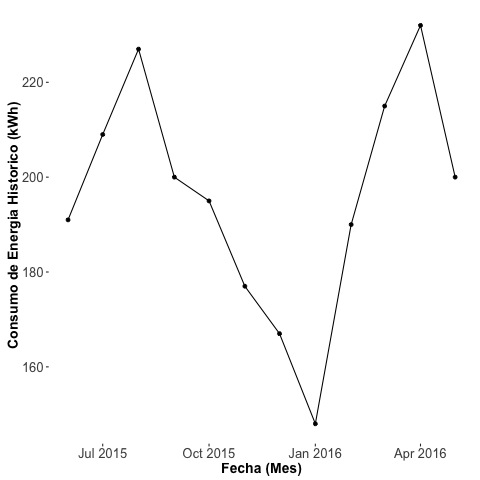 Consumo de Energia Historico (kWh)
220
200
180
160
Jul 2015
Oct 2015
Jan 2016
Apr 2016
Fecha (Mes)